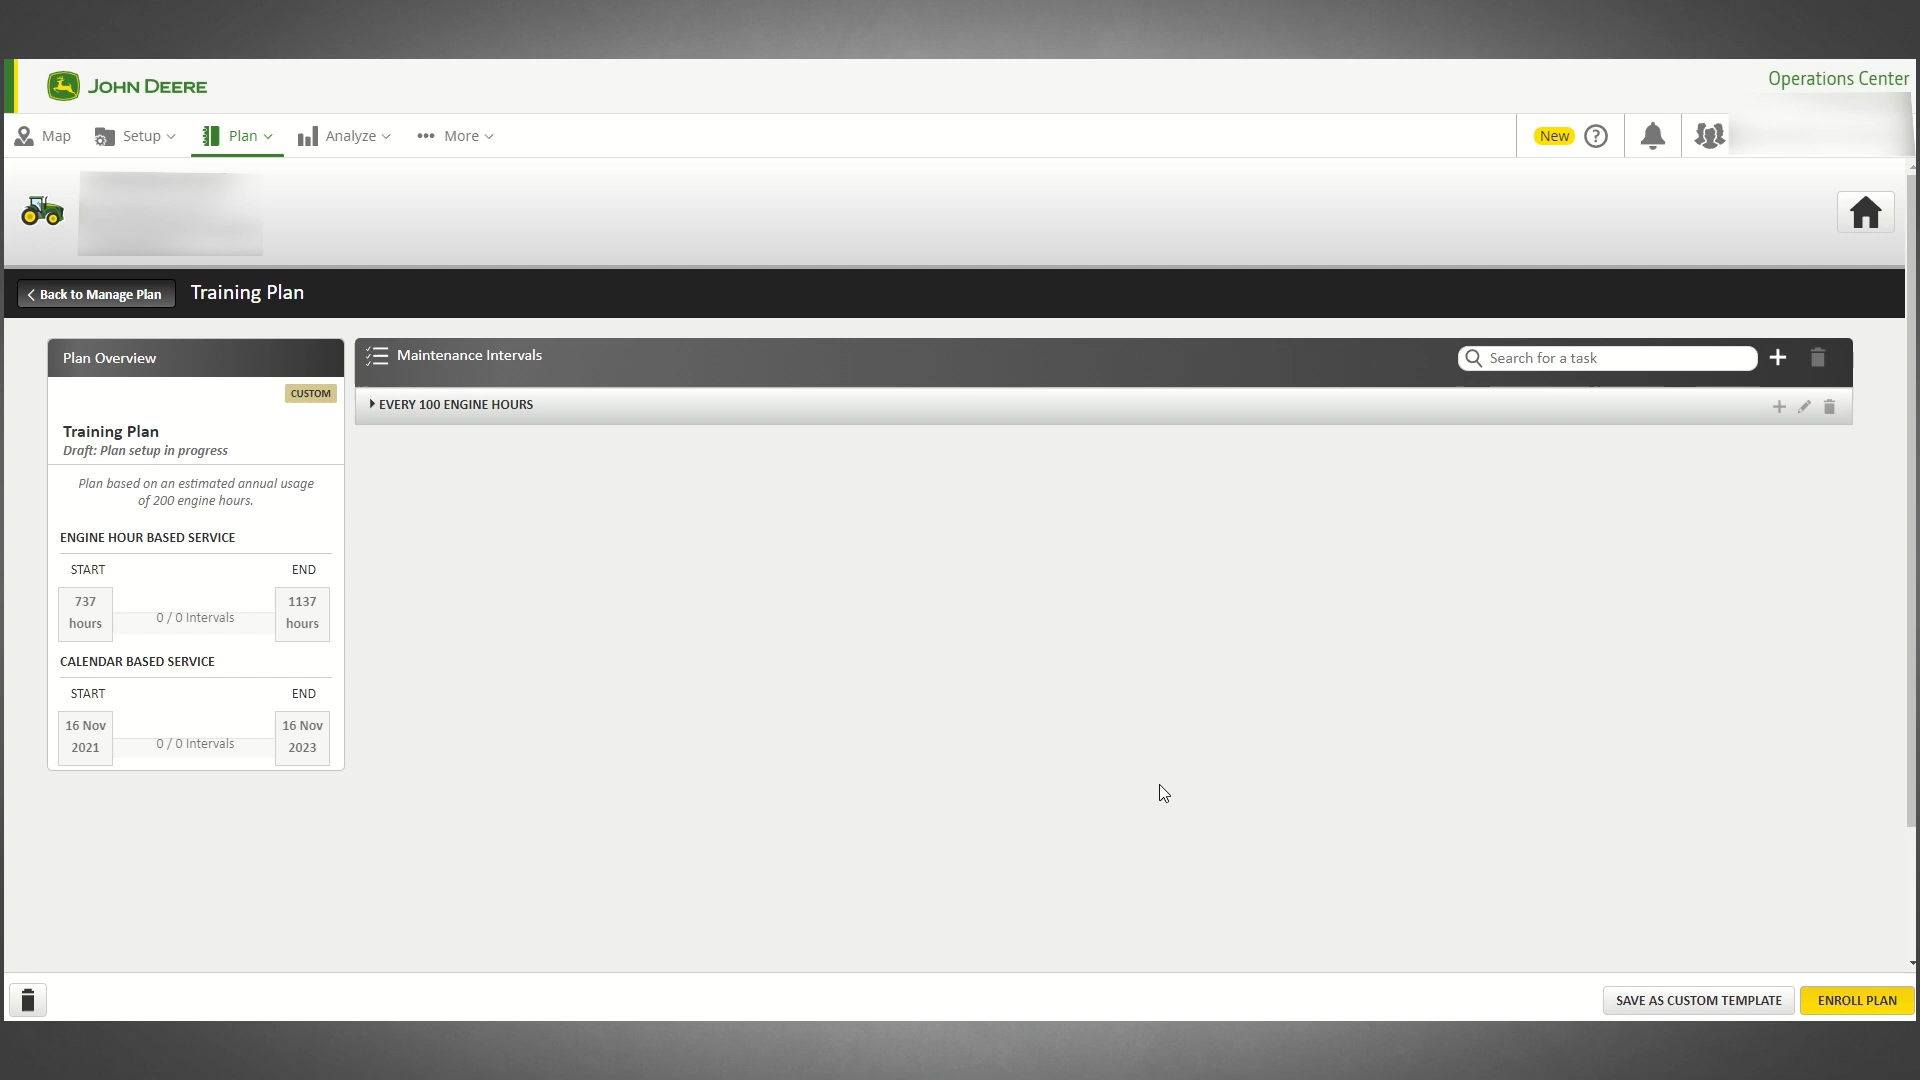 JOHN DEERE
Operations Center
Map
Setup
Plan
Analyze
More
New
Back to Manage Plan
Training Plan
Plan Overview
CUSTOM
Training Plan
Draft: Plan setup in progress
Plan based on an estimated annual usage
of 200 engine hours.
ENGINE HOUR BASED SERVICE
START
END
737
hours
0 / 0 Intervals
1137
hours
CALENDAR BASED SERVICE
START
END
16 Nov
2021
0 / 0 Intervals
16 Nov
2023
Maintenance Intervals
Search for a task
EVERY 100 ENGINE HOURS
SAVE AS CUSTOM TEMPLATE
ENROLL PLAN